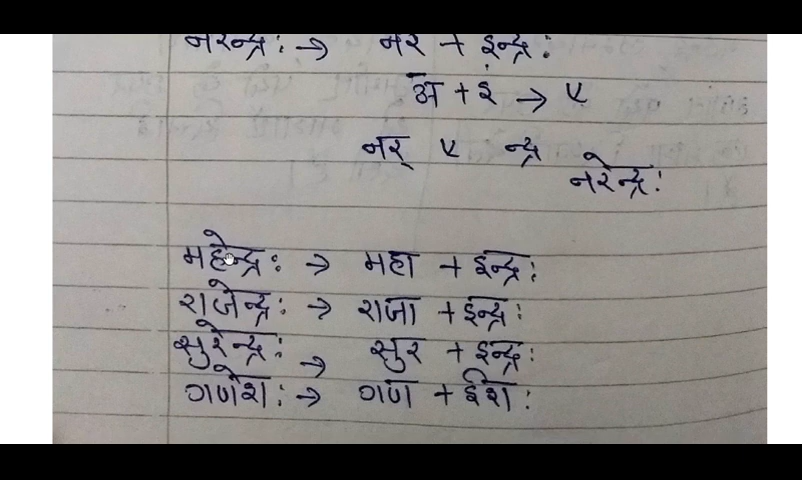 नरेन्द्रः → नर + इन्द्रः
अ + इ → ए
नर् ए न्द्र
नरेन्द्रः
महेन्द्रः → महा + इन्द्रः
राजेन्द्रः → राजा + इन्द्रः
सुरेन्द्रः → सुर + इन्द्रः
गणेशः → गण + ईशः